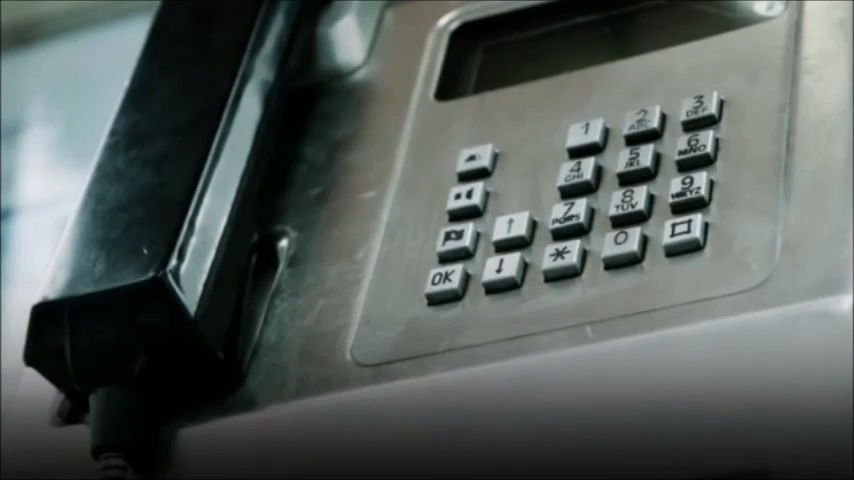 1
2
ABC
3
DEF
4
GHI
5
JKL
6
MNO
7
PQRS
8
TUV
9
WXYZ
↑
OK
↓
*
0